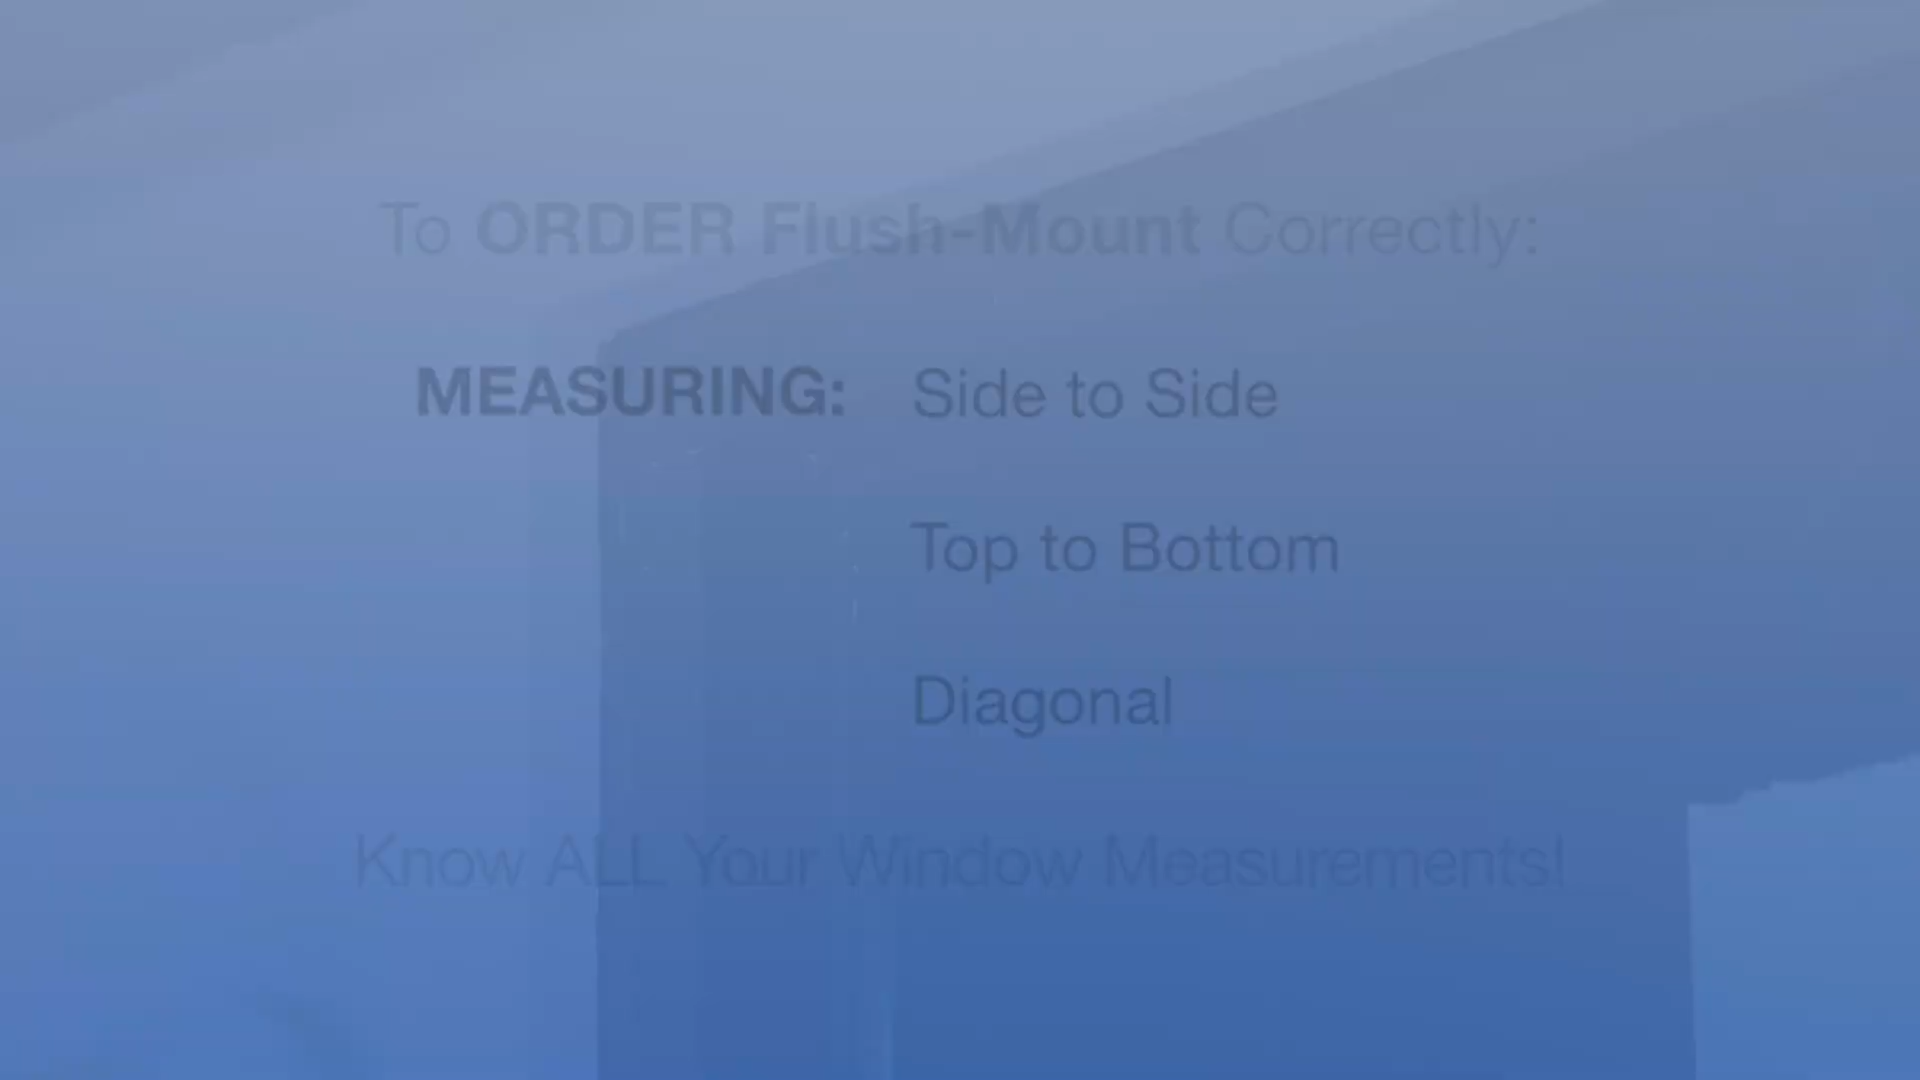 To ORDER Flush-Mount Correctly:
MEASURING: Side to Side
Top to Bottom
Diagonal
Know ALL Your Window Measurements!